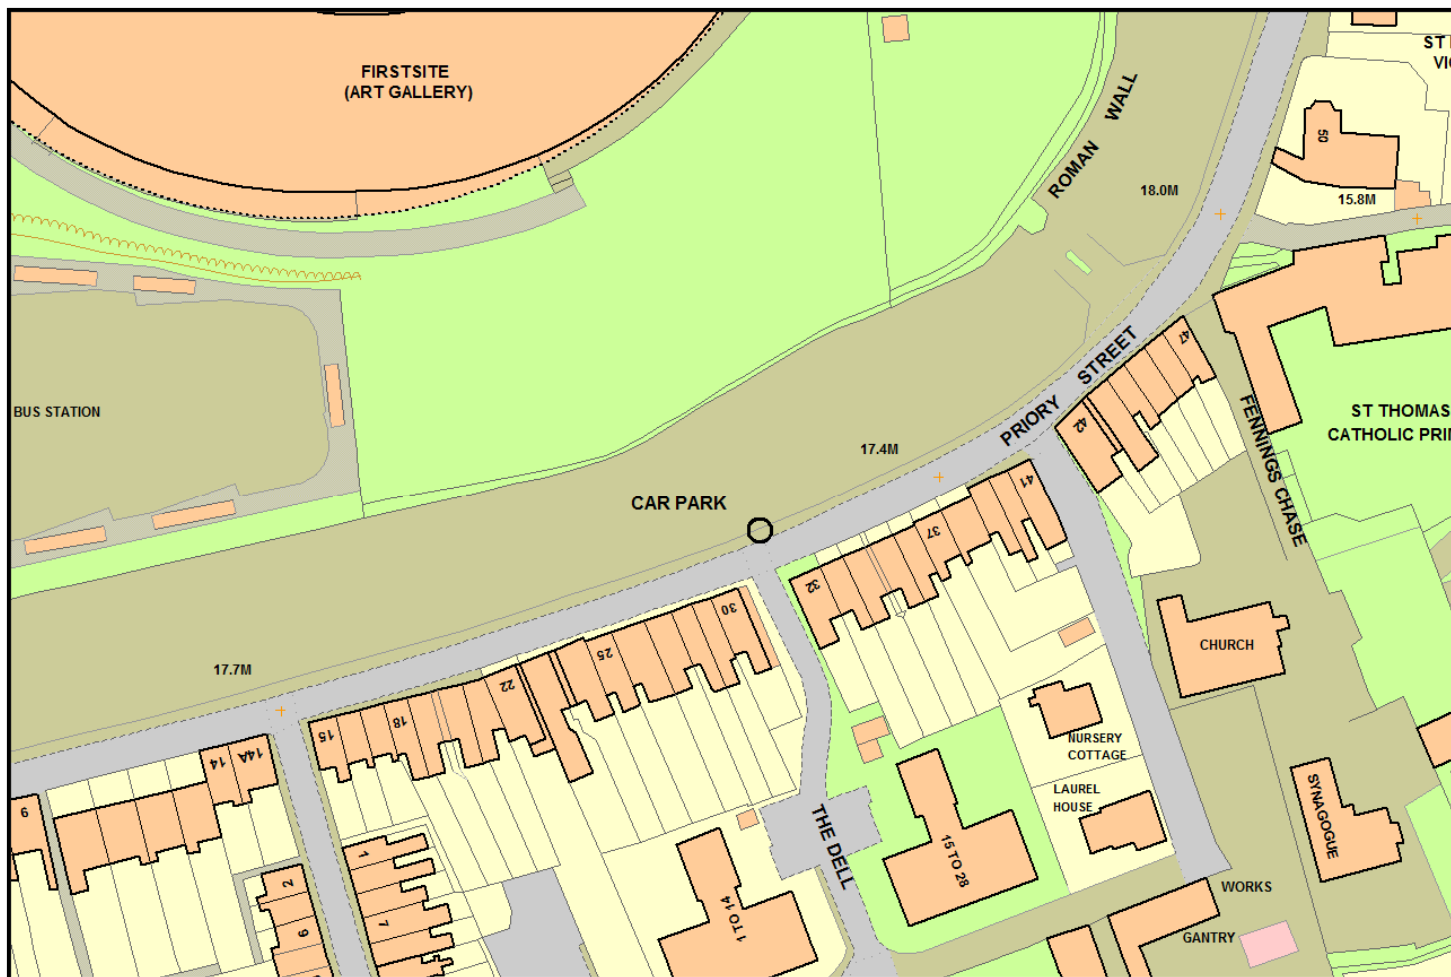 FIRSTSITE
(ART GALLERY)
ROMAN WALL
ST
50
18.0M
15.8M
PRIORY STREET
47
BUS STATION
FENNINGS CHASE
ST THOMAS
CATHOLIC PRI
42
17.4M
41
CAR PARK
37
32
30
CHURCH
25
17.7M
22
18
15
14A
14
NURSERY
COTTAGE
LAUREL
HOUSE
9
THE DELL
SYNAGOGUE
1
15 TO 28
2
7
6
1 TO 14
WORKS
GANTRY